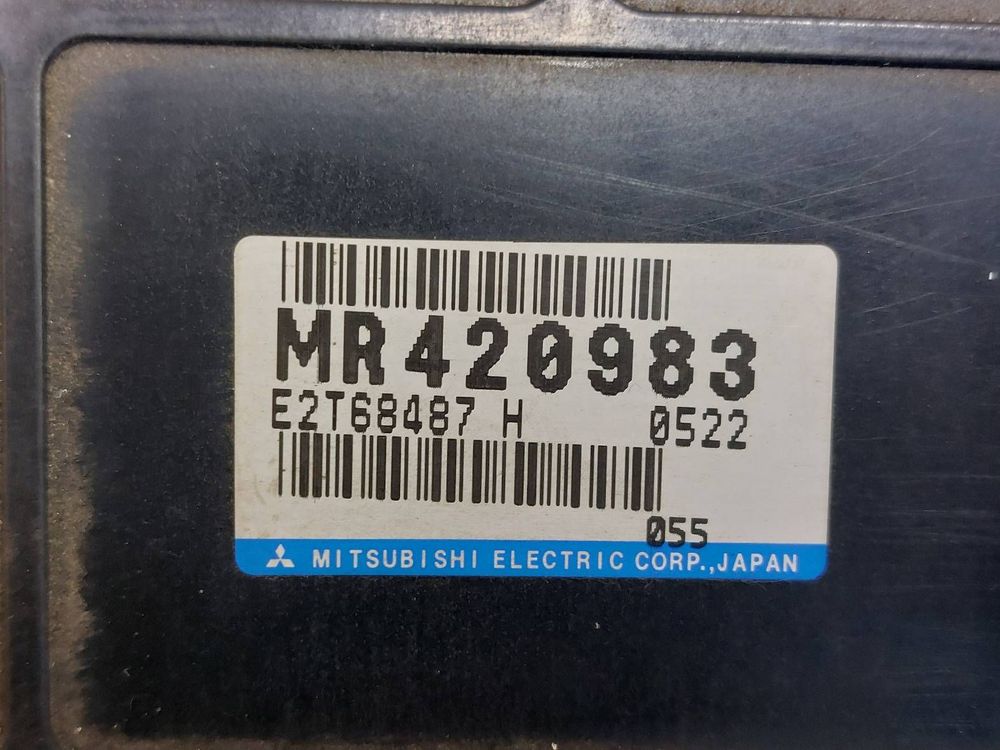 MR420983
E2T68487 H 0522
055
MITSUBISHI ELECTRIC CORP.,JAPAN